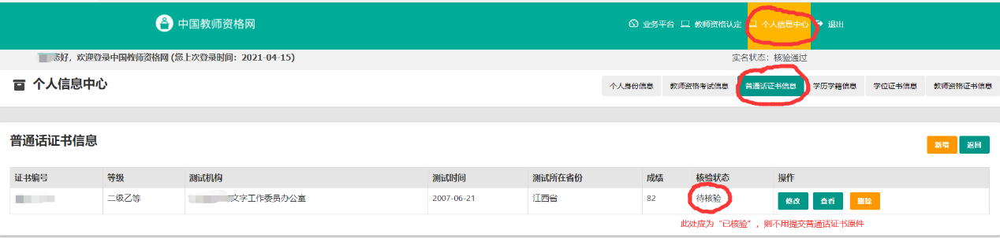 中国教师资格网
业务平台 教师资格认定 个人信息中心 退出
您好，欢迎登录中国教师资格网 (您上次登录时间：2021-04-15)
实名状态：核验通过
个人信息中心
个人身份信息 教师资格考试信息 普通话证书信息 学历学籍信息 学位证书信息 教师资格证书信息
普通话证书信息
新增 返回
证书编号 等级 测试机构 测试时间 测试所在省份 成绩 核验状态 操作
二级乙等 文字工作委员办公室 2007-06-21 江西省 82 待核验 修改 查看 删除
此处应为“已核验”，则不用提交普通话证书原件